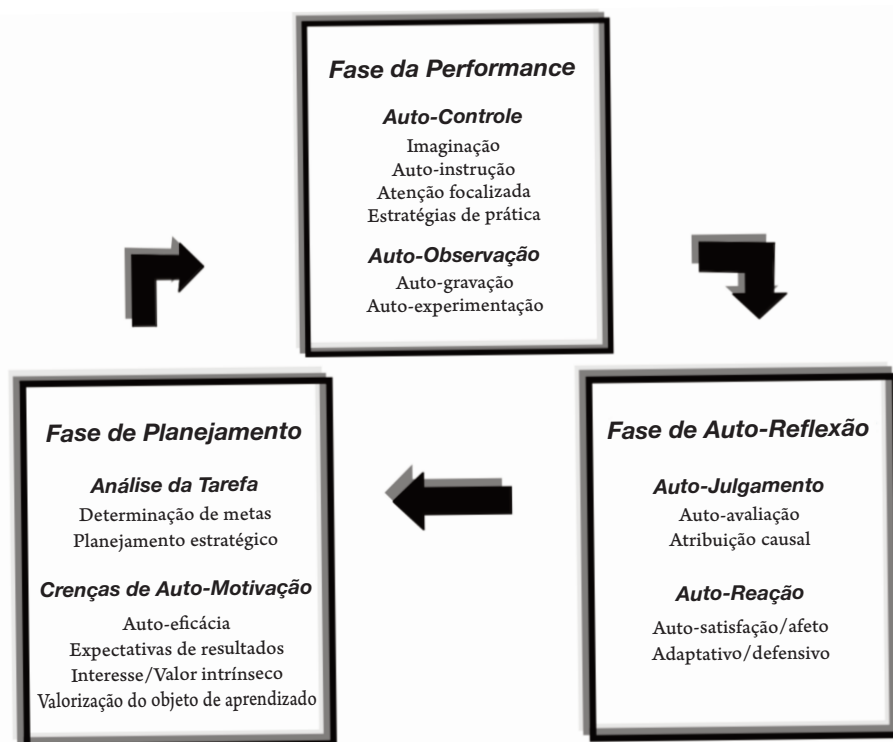 Fase da Performance
Auto-Controle
Imaginação
Auto-instrução
Atenção focalizada
Estratégias de prática
Auto-Observação
Auto-gravação
Auto-experimentação
Fase de Planejamento
Análise da Tarefa
Determinação de metas
Planejamento estratégico
Crenças de Auto-Motivação
Auto-eficácia
Expectativas de resultados
Interesse/Valor intrínseco
Valorização do objeto de aprendizado
Fase de Auto-Reflexão
Auto-Julgamento
Auto-avaliação
Atribuição causal
Auto-Reação
Auto-satisfação/afeto
Adaptativo/defensivo